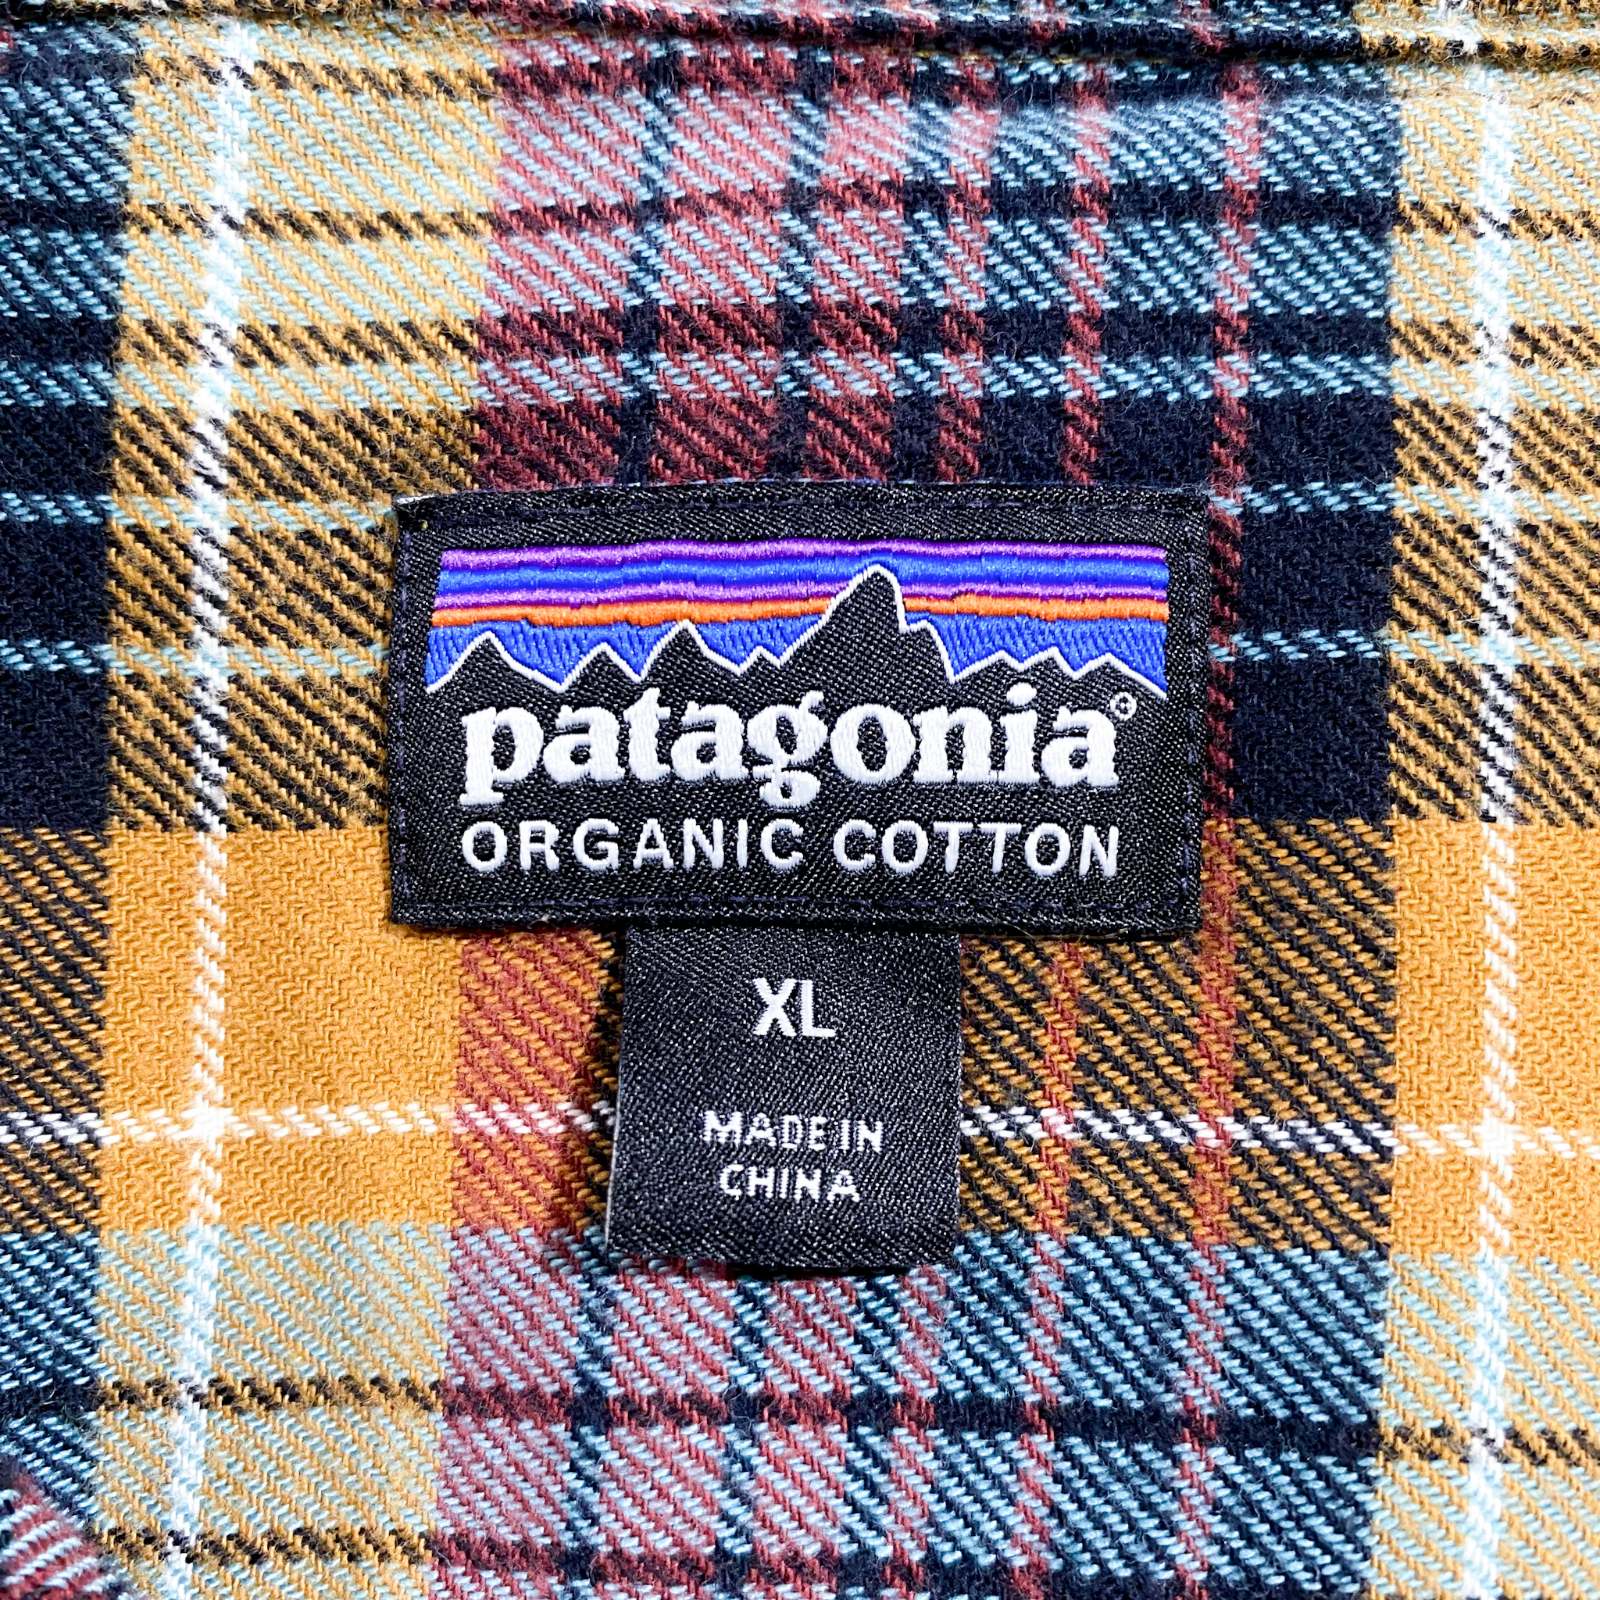 patagonia®
ORGANIC COTTON
XL
MADE IN
CHINA